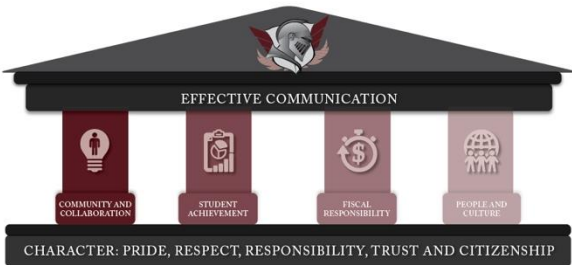 EFFECTIVE COMMUNICATION
COMMUNITY AND
COLLABORATION
STUDENT
ACHIEVEMENT
FISCAL
RESPONSIBILITY
PEOPLE AND
CULTURE
$
CHARACTER: PRIDE, RESPECT, RESPONSIBILITY, TRUST AND CITIZENSHIP